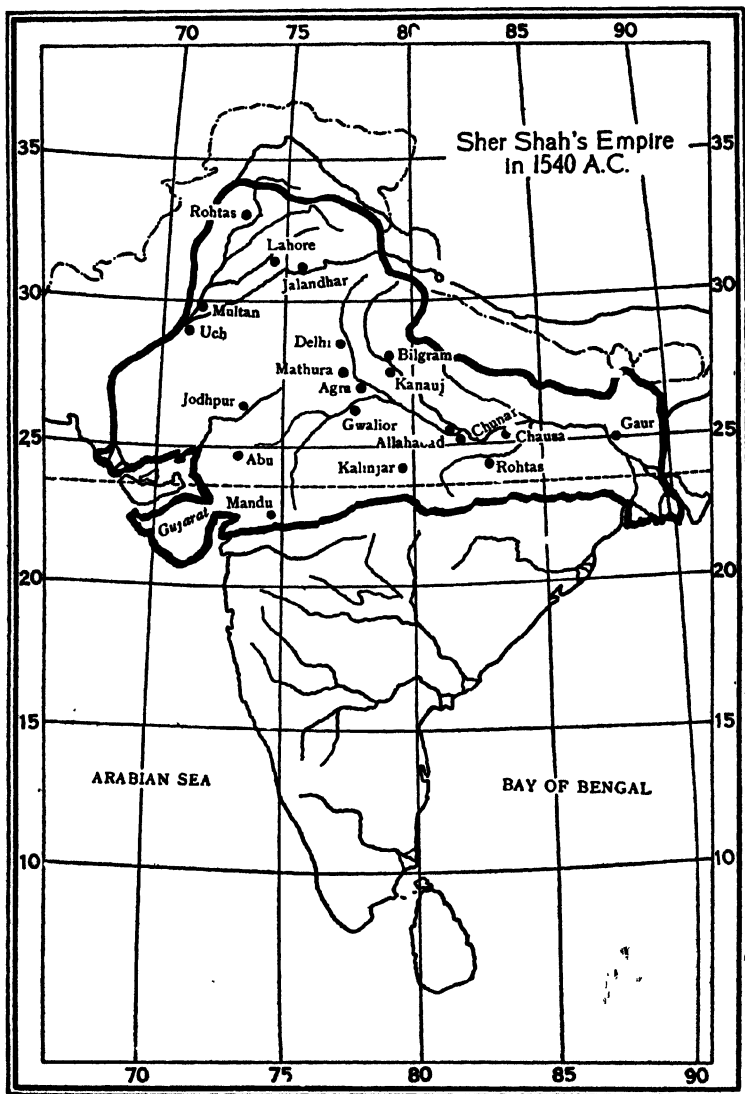 70 75 80 85 90
Sher Shah's Empire
in 1540 A.C.
35 35
Rohtas
Lahore
Jalandhar
30 30
Multan
Uch
Delhi
Bilgram
Mathura
Kanauj
Agra
Jodhpur
Gwalior
Chunar
Gaur
25 25
Allahabad
Chausa
Abu
Kalinjar
Rohtas
Mandu
Gujarat
20 20
15 15
ARABIAN SEA
BAY OF BENGAL
10 10
70 75 80 85 90